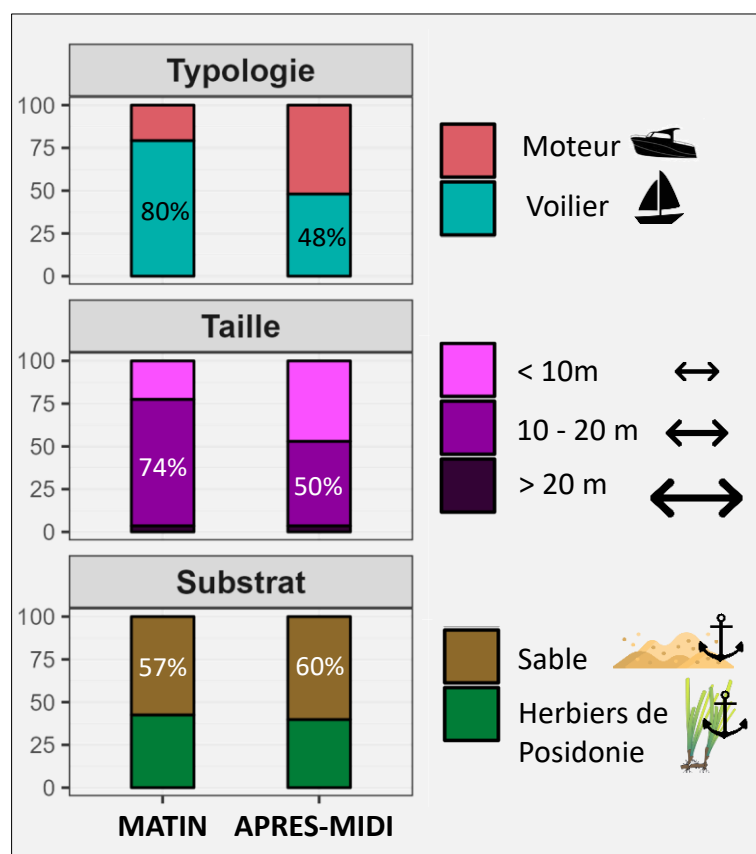 Typologie
100
75
50
25
0
80%
48%
Moteur
Voilier
Taille
100
75
50
25
0
74%
50%
< 10m
10 - 20 m
> 20 m
Substrat
100
75
50
25
0
57%
60%
Sable
Herbiers de
Posidonie
MATIN APRES-MIDI